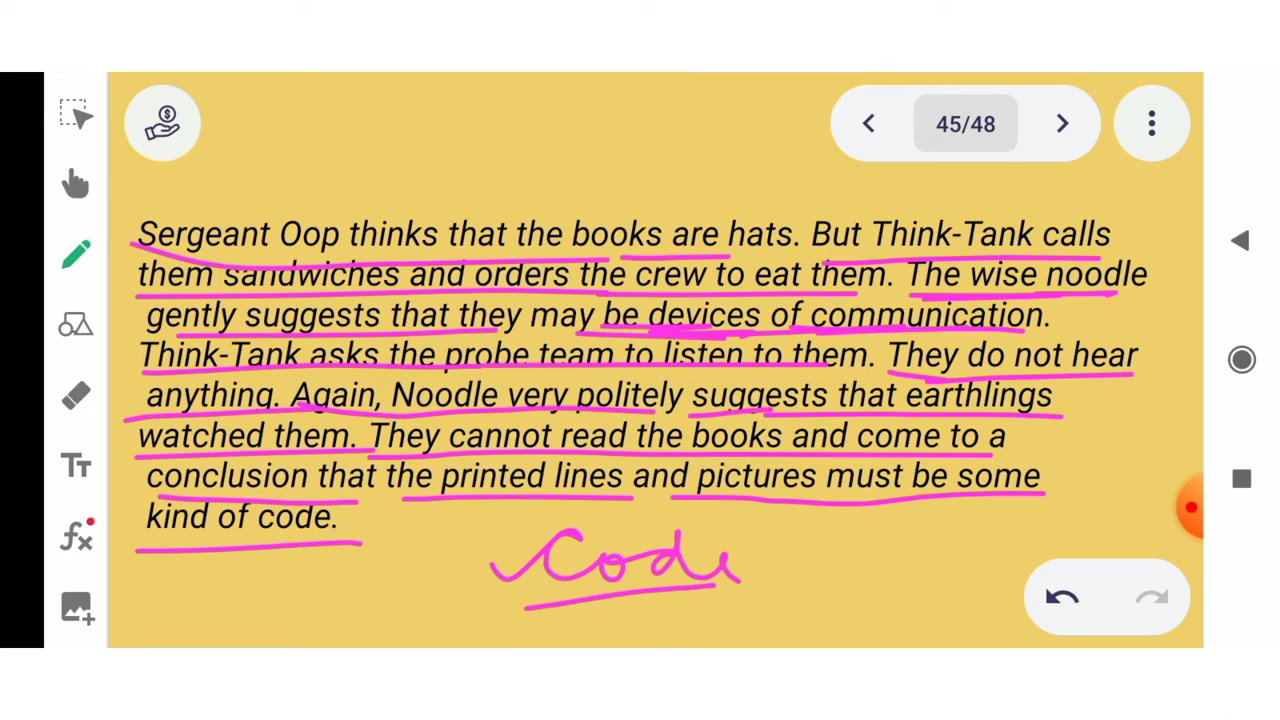 45/48
Sergeant Oop thinks that the books are hats. But Think-Tank calls
them sandwiches and orders the crew to eat them. The wise noodle
gently suggests that they may be devices of communication.
Think-Tank asks the probe team to listen to them. They do not hear
anything. Again, Noodle very politely suggests that earthlings
watched them. They cannot read the books and come to a
conclusion that the printed lines and pictures must be some
kind of code.
Code
TT
fx